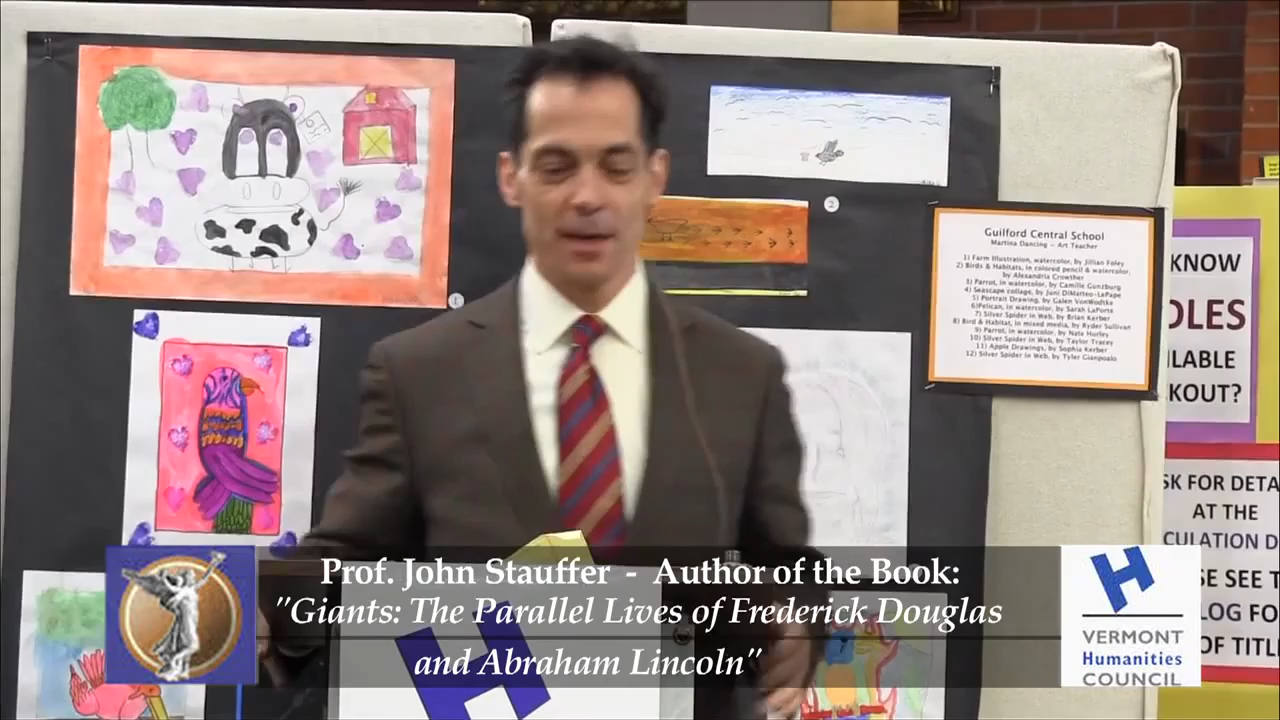 1
2
Guilford Central School
Martina Dancing - Art Teacher
1) Farm Illustration, watercolor, by Jillian Foley
2) Birds & Habitats, in colored pencil & watercolor,
by Alexandria Crowther
3) Parrot, in watercolor, by Camille Gunzburg
4) Seascape collage, by Juni DiMatteo-LePape
5) Portrait Drawing, by Galen VonWodtke
6)Pelican, in watercolor, by Sarah LaPorte
7) Silver Spider in Web, by Brian Kerber
8) Bird & Habitat, in mixed media, by Ryder Sullivan
9) Parrot, in watercolor, by Nate Hurley
10) Silver Spider in Web, by Taylor Tracey
11) Apple Drawings, by Sophia Kerber
12) Silver Spider in Web, by Tyler Gianpoalo
KNOW
DLES
ILABLE
KOUT?
SK FOR DETA
AT THE
CULATION D
SE SEE T
LOG FO
OF TITL
Prof. John Stauffer - Author of the Book:
"Giants: The Parallel Lives of Frederick Douglas
and Abraham Lincoln"
H
VERMONT
Humanities
COUNCIL